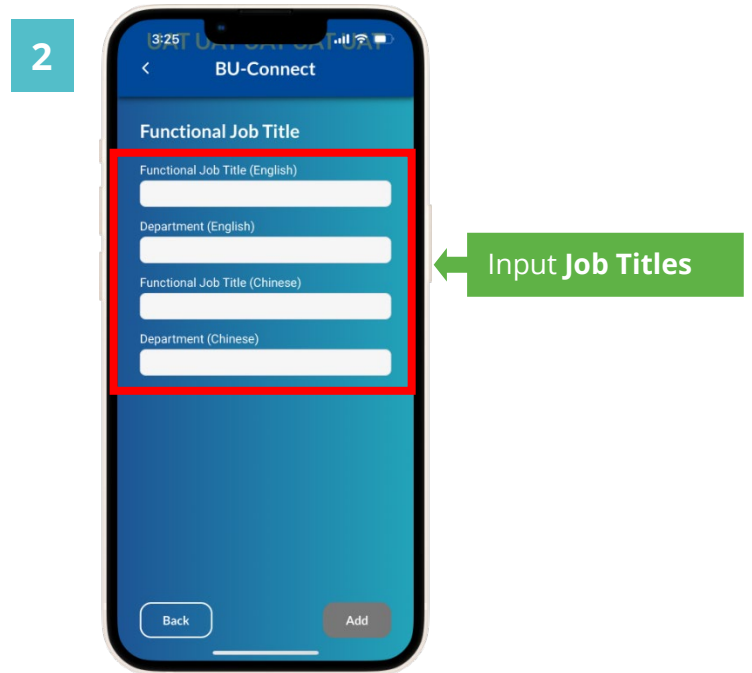 2
3:25
UAT UAT UAT UAT UAT
BU-Connect
Functional Job Title
Functional Job Title (English)
Department (English)
Input Job Titles
Functional Job Title (Chinese)
Department (Chinese)
Back
Add